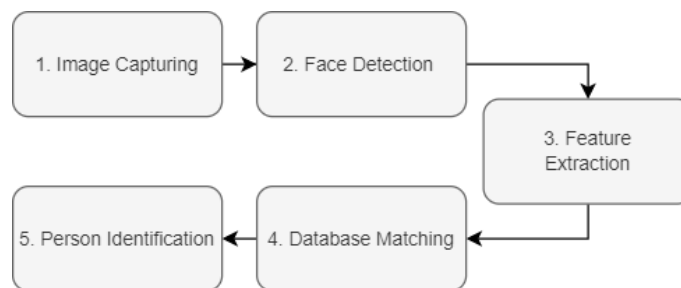 1. Image Capturing
2. Face Detection
3. Feature
Extraction
4. Database Matching
5. Person Identification